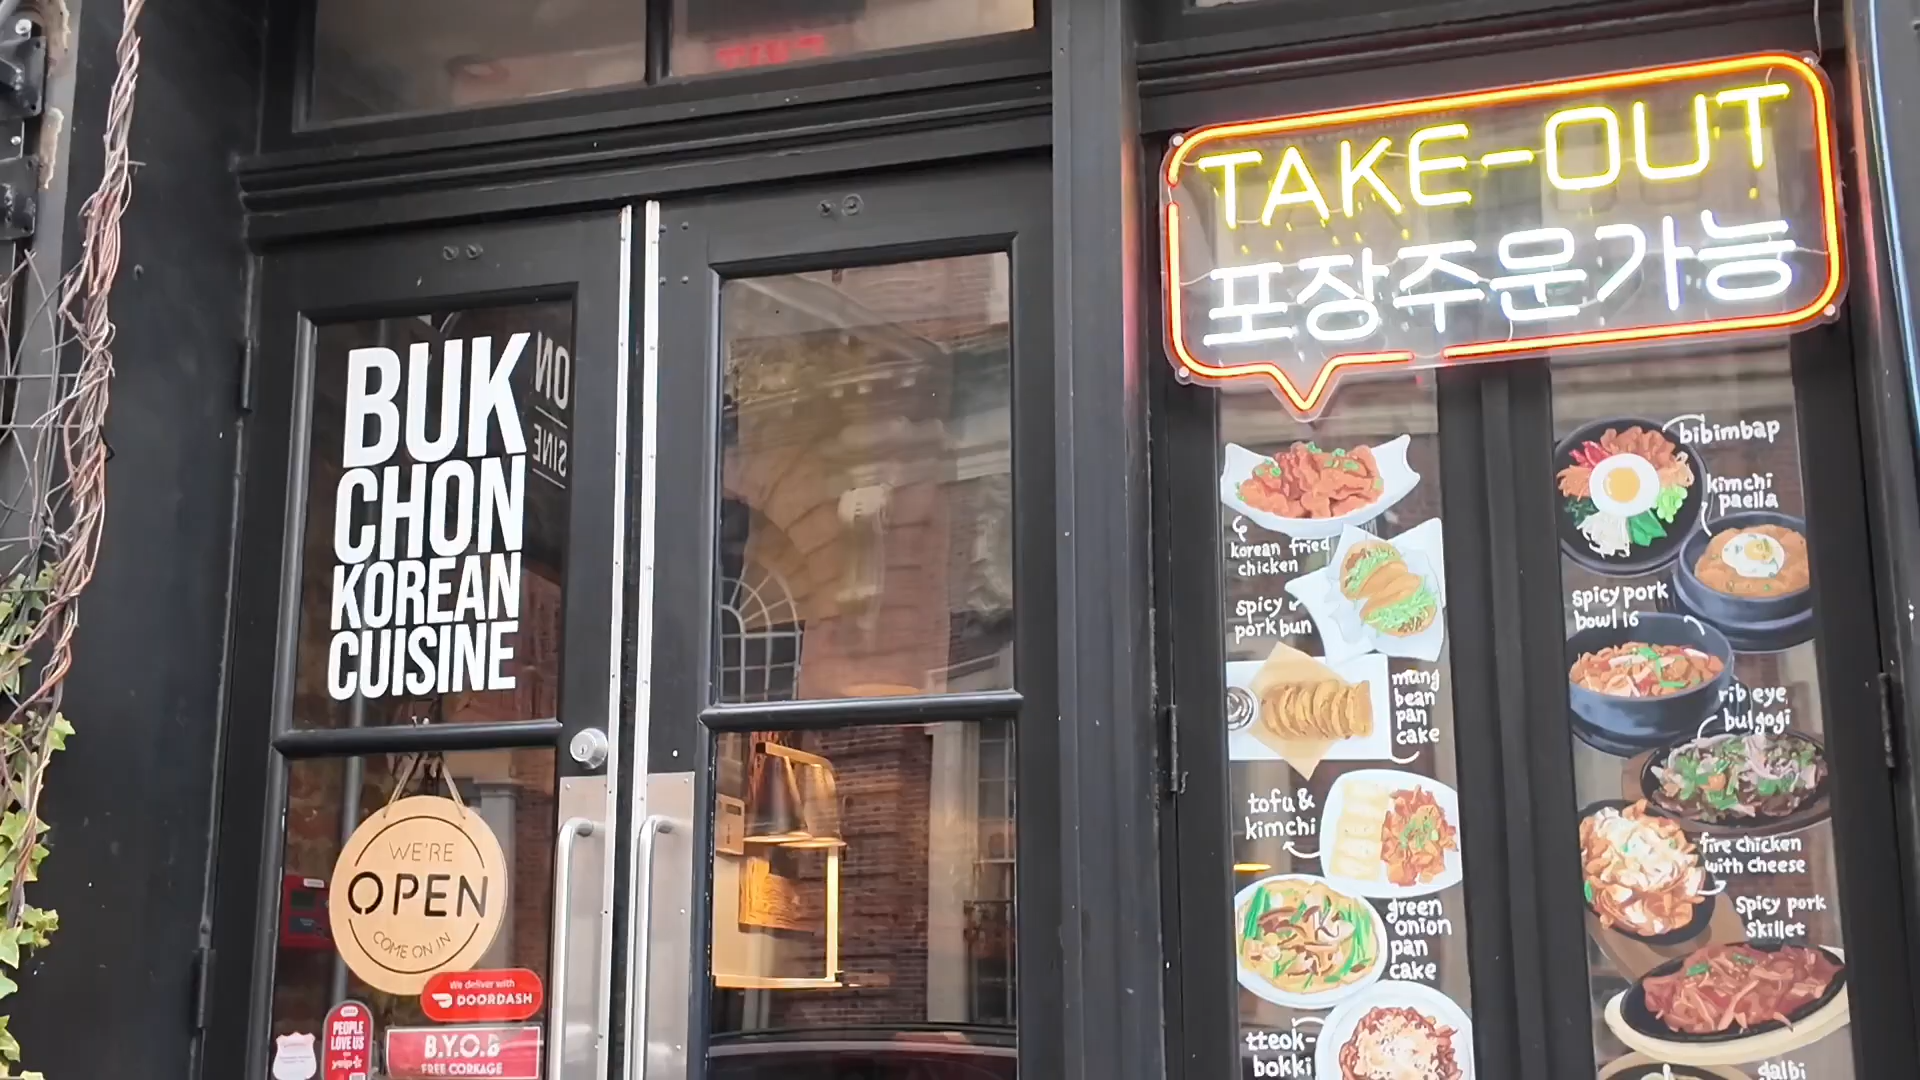 BUK
CHON
KOREAN
CUISINE
WE'RE
OPEN
COME ON IN
We deliver with
DOORDASH
PEOPLE
LOVE US
B.Y.O.B
FREE CORKAGE
TAKE-OUT
포장주문가능
korean fried
chicken
spicy
pork bun
mung
bean
pan
cake
tofu &
kimchi
green
onion
pan
cake
tteok-
bokki
bibimbap
kimchi
paella
spicy pork
bowl 16
rib eye
bulgogi
fire chicken
with cheese
Spicy pork
skillet
galbi